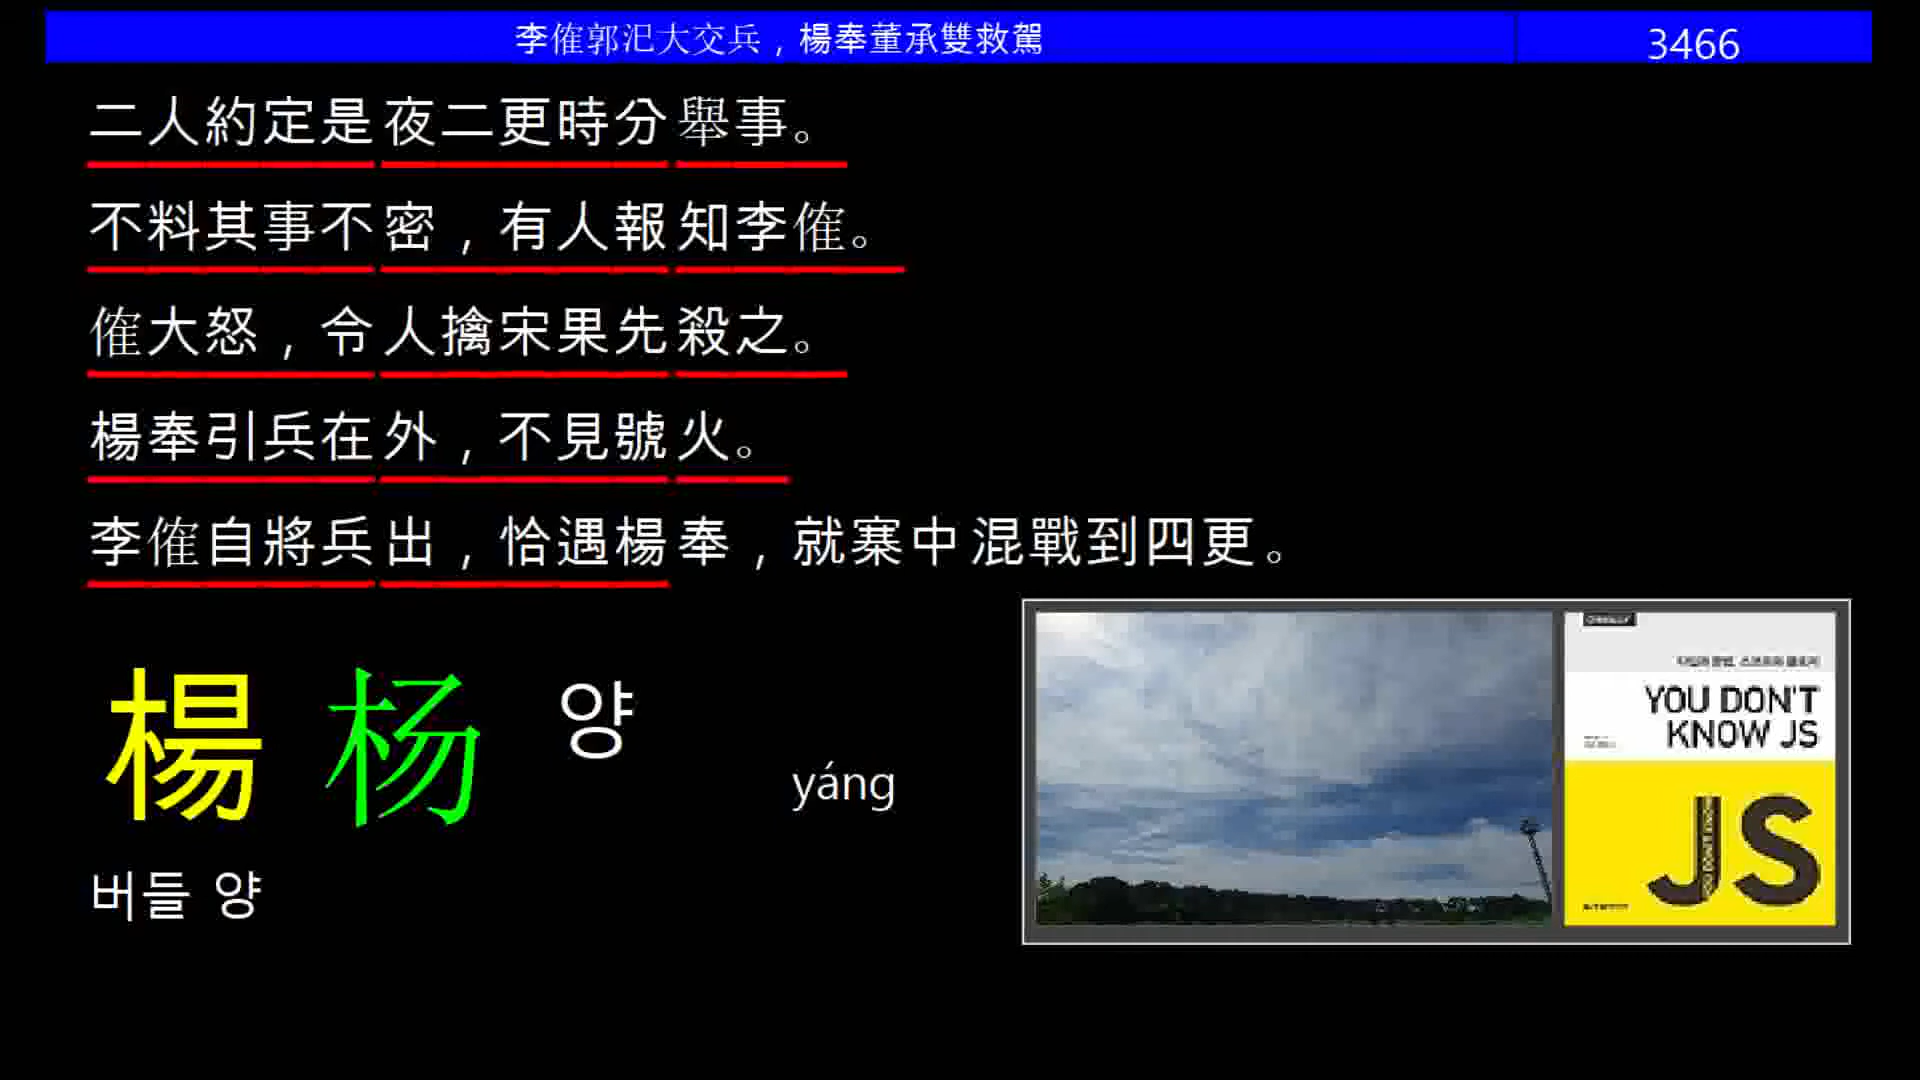 李傕郭汜大交兵，楊奉董承雙救駕
3466
二人約定是夜二更時分舉事。
不料其事不密，有人報知李傕。
傕大怒，令人擒宋果先殺之。
楊奉引兵在外，不見號火。
李傕自將兵出，恰遇楊奉，就寨中混戰到四更。
楊 杨 양
yáng
버들 양
YOU DON'T
KNOW JS
JS